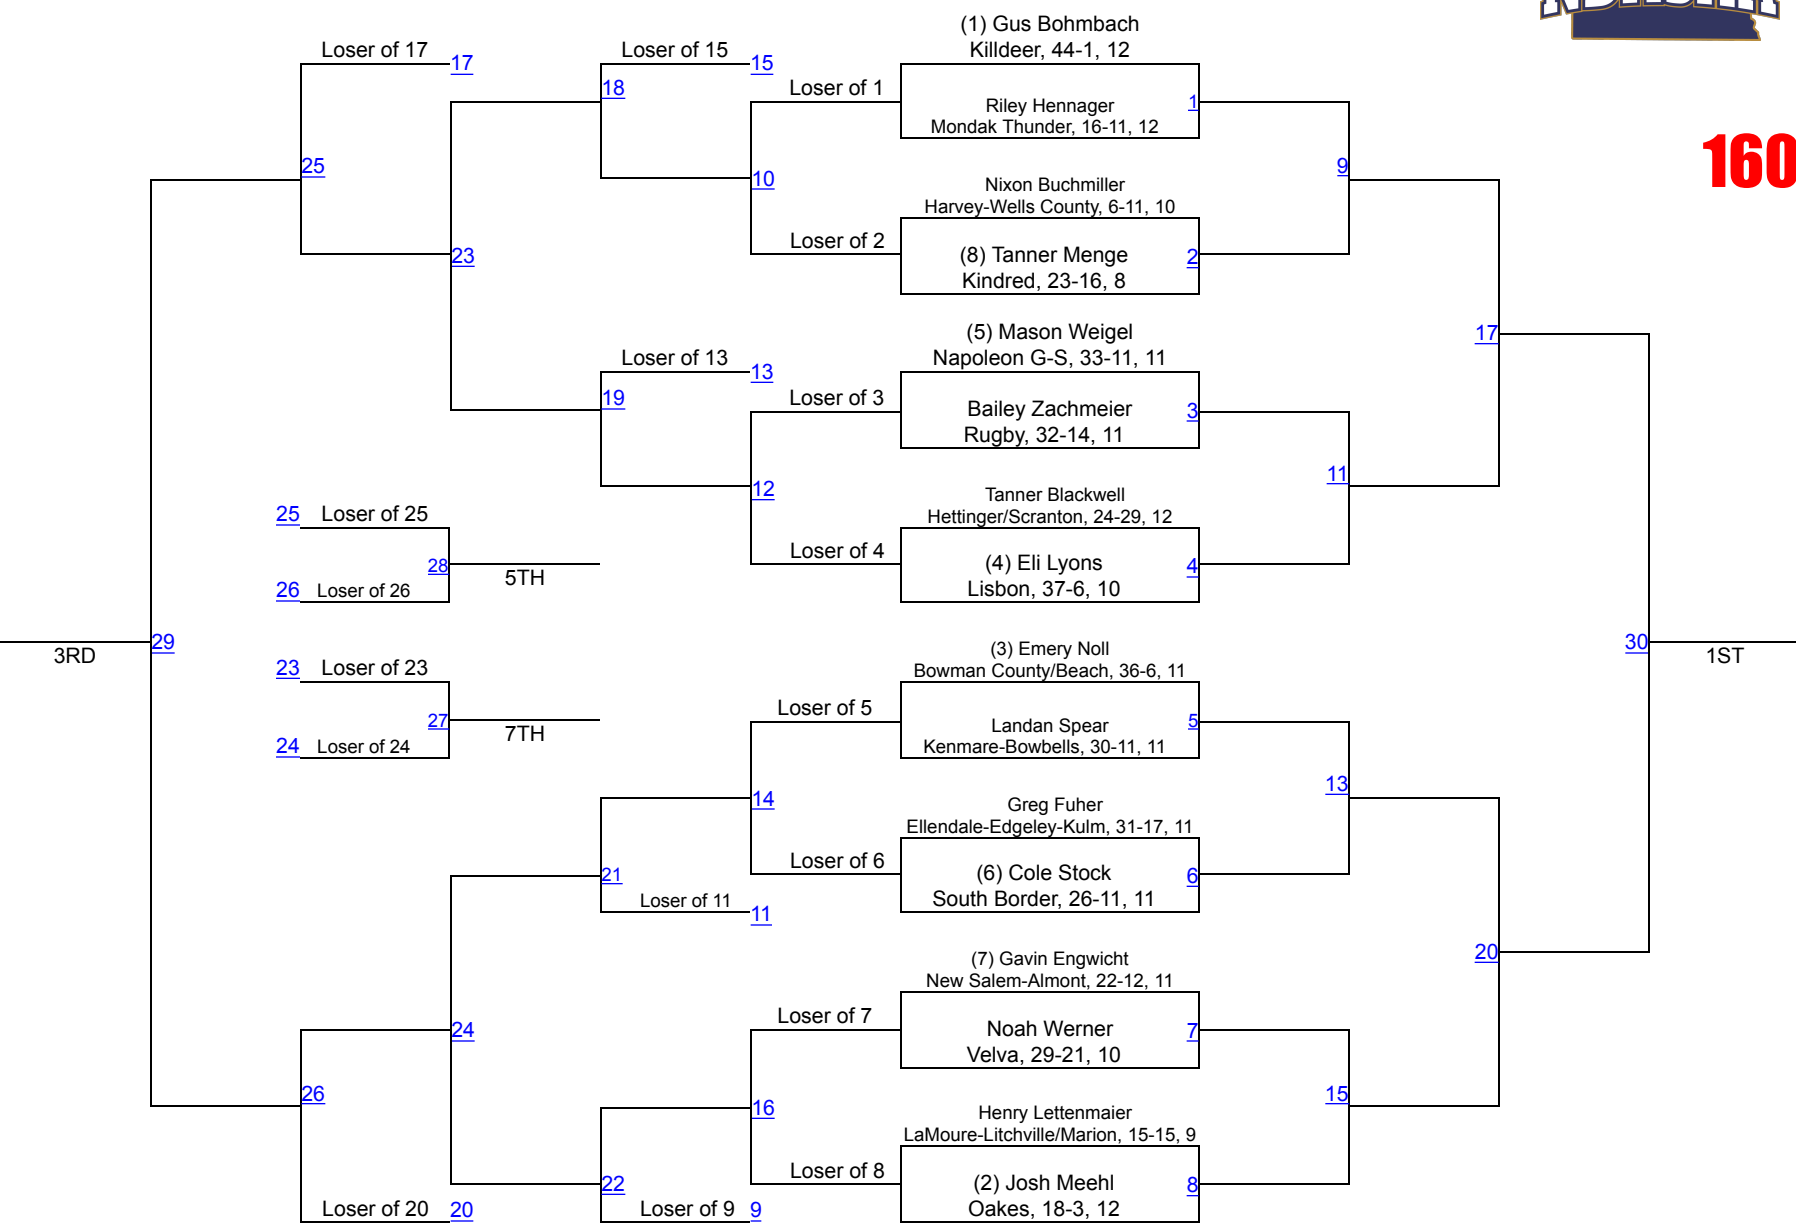 NDHSAA
160
(1) Gus Bohmbach
Killdeer, 44-1, 12
Riley Hennager
Mondak Thunder, 16-11, 12
1
Nixon Buchmiller
Harvey-Wells County, 6-11, 10
(8) Tanner Menge
Kindred, 23-16, 8
2
(5) Mason Weigel
Napoleon G-S, 33-11, 11
Bailey Zachmeier
Rugby, 32-14, 11
3
Tanner Blackwell
Hettinger/Scranton, 24-29, 12
(4) Eli Lyons
Lisbon, 37-6, 10
4
(3) Emery Noll
Bowman County/Beach, 36-6, 11
Landan Spear
Kenmare-Bowbells, 30-11, 11
5
Greg Fuher
Ellendale-Edgeley-Kulm, 31-17, 11
(6) Cole Stock
South Border, 26-11, 11
6
(7) Gavin Engwicht
New Salem-Almont, 22-12, 11
Noah Werner
Velva, 29-21, 10
7
Henry Lettenmaier
LaMoure-Litchville/Marion, 15-15, 9
(2) Josh Meehl
Oakes, 18-3, 12
8
9
11
13
15
17
20
30
1ST
Loser of 1
Loser of 2
10
Loser of 3
Loser of 4
12
Loser of 5
Loser of 6
14
Loser of 7
Loser of 8
16
Loser of 15
15
18
Loser of 13
13
19
21
Loser of 11
11
22
Loser of 9
9
23
24
Loser of 17
17
25
26
Loser of 20
20
25
Loser of 25
26
Loser of 26
28
5TH
23
Loser of 23
24
Loser of 24
27
7TH
29
3RD